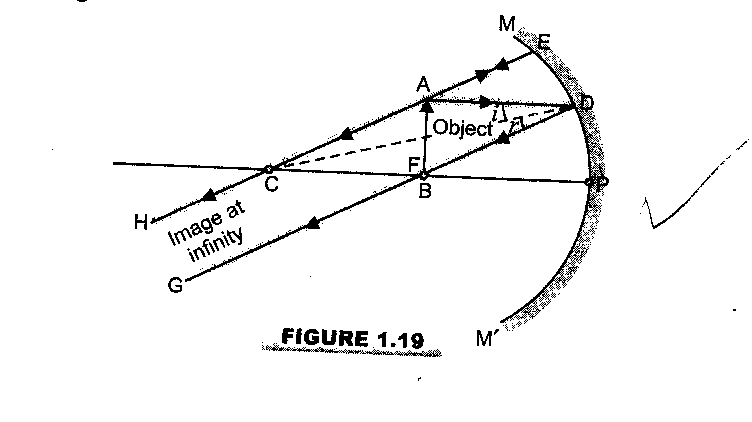 M
E
A
D
Object
i
r
F
P
C
B
H
Image at
infinity
G
FIGURE 1.19
M′